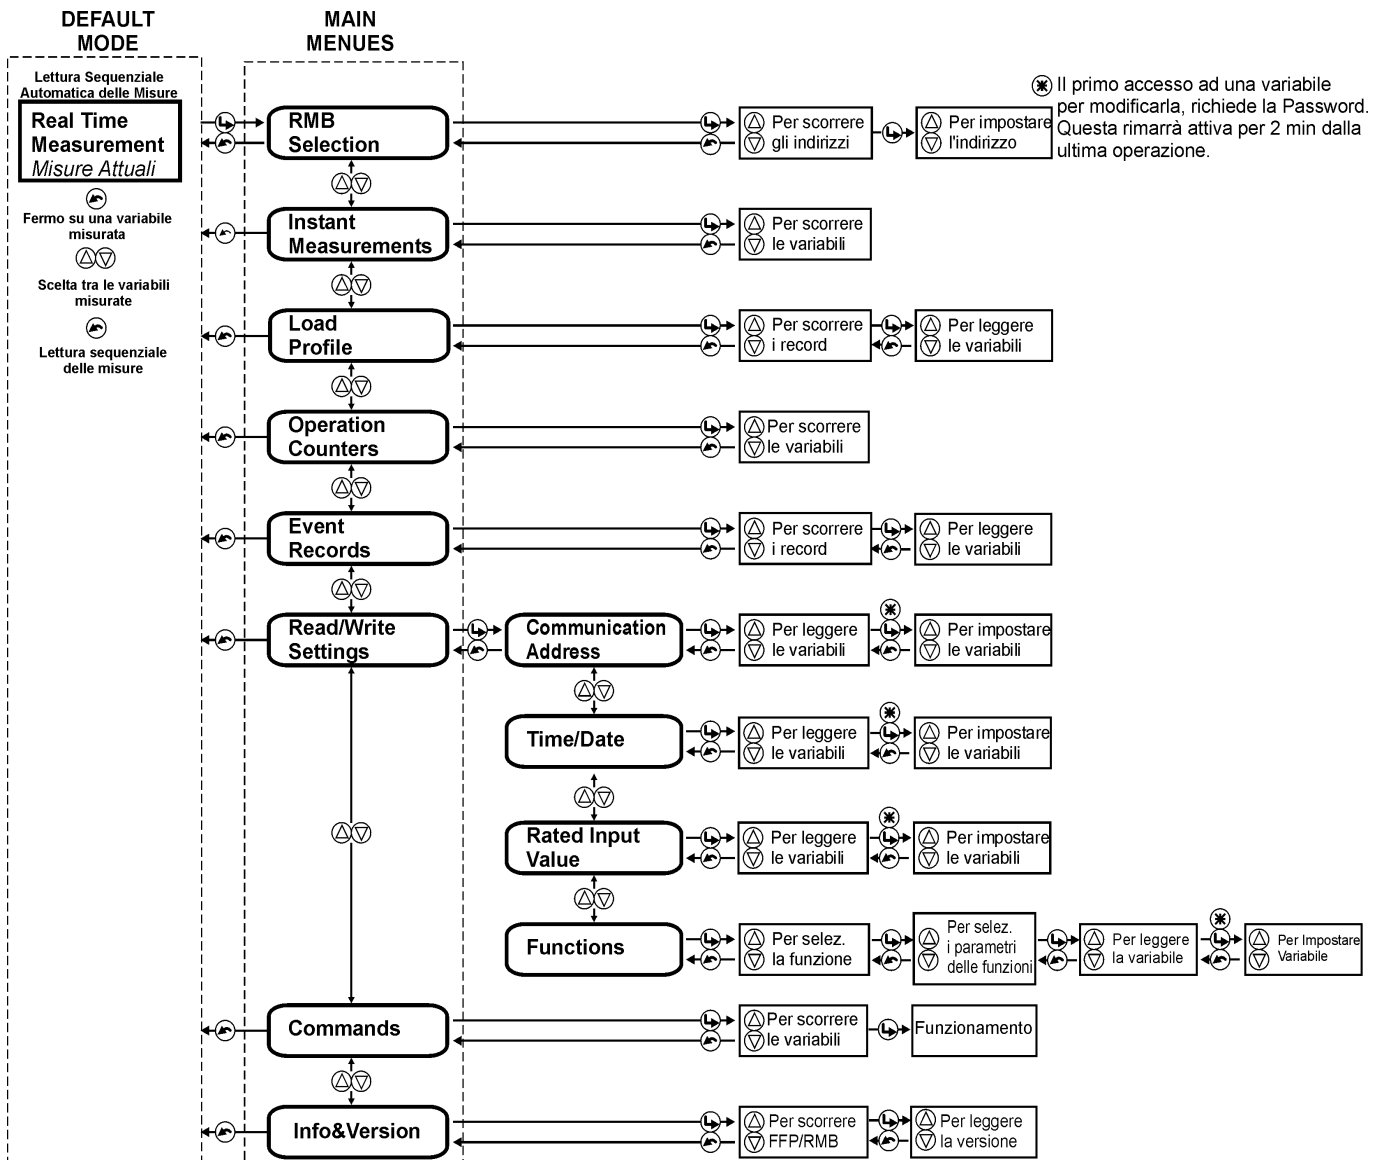 DEFAULT
MODE
MAIN
MENUES
Lettura Sequenziale
Automatica delle Misure
Real Time
Measurement
Misure Attuali
Fermo su una variabile
misurata
Scelta tra le variabili
misurate
Lettura sequenziale
delle misure
Il primo accesso ad una variabile
per modificarla, richiede la Password.
Questa rimarrà attiva per 2 min dalla
ultima operazione.
RMB
Selection
Per scorrere
gli indirizzi
Per impostare
l'indirizzo
Instant
Measurements
Per scorrere
le variabili
Load
Profile
Per scorrere
i record
Per leggere
le variabili
Operation
Counters
Per scorrere
le variabili
Event
Records
Per scorrere
i record
Per leggere
le variabili
Read/Write
Settings
Communication
Address
Per leggere
le variabili
Per impostare
le variabili
Time/Date
Per leggere
le variabili
Per impostare
le variabili
Rated Input
Value
Per leggere
le variabili
Per impostare
le variabili
Functions
Per selez.
la funzione
Per selez.
i parametri
delle funzioni
Per leggere
la variabile
Per Impostare
Variabile
Commands
Per scorrere
le variabili
Funzionamento
Info&Version
Per scorrere
FFP/RMB
Per leggere
la versione